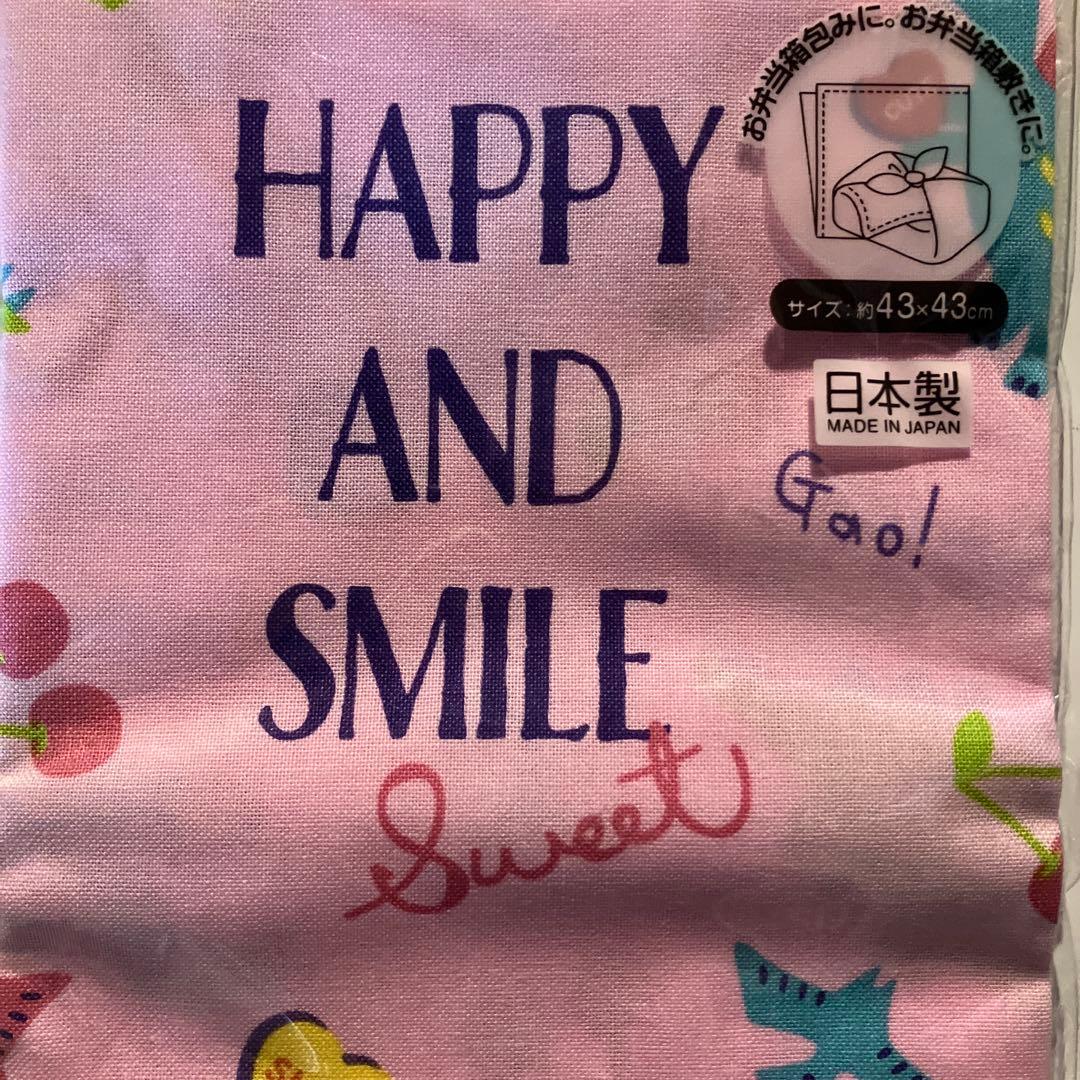 お弁当箱包みに。お弁当箱敷きに。
HAPPY
AND
SMILE
サイズ：約43×43cm
日本製
MADE IN JAPAN
Gao!
Sweet